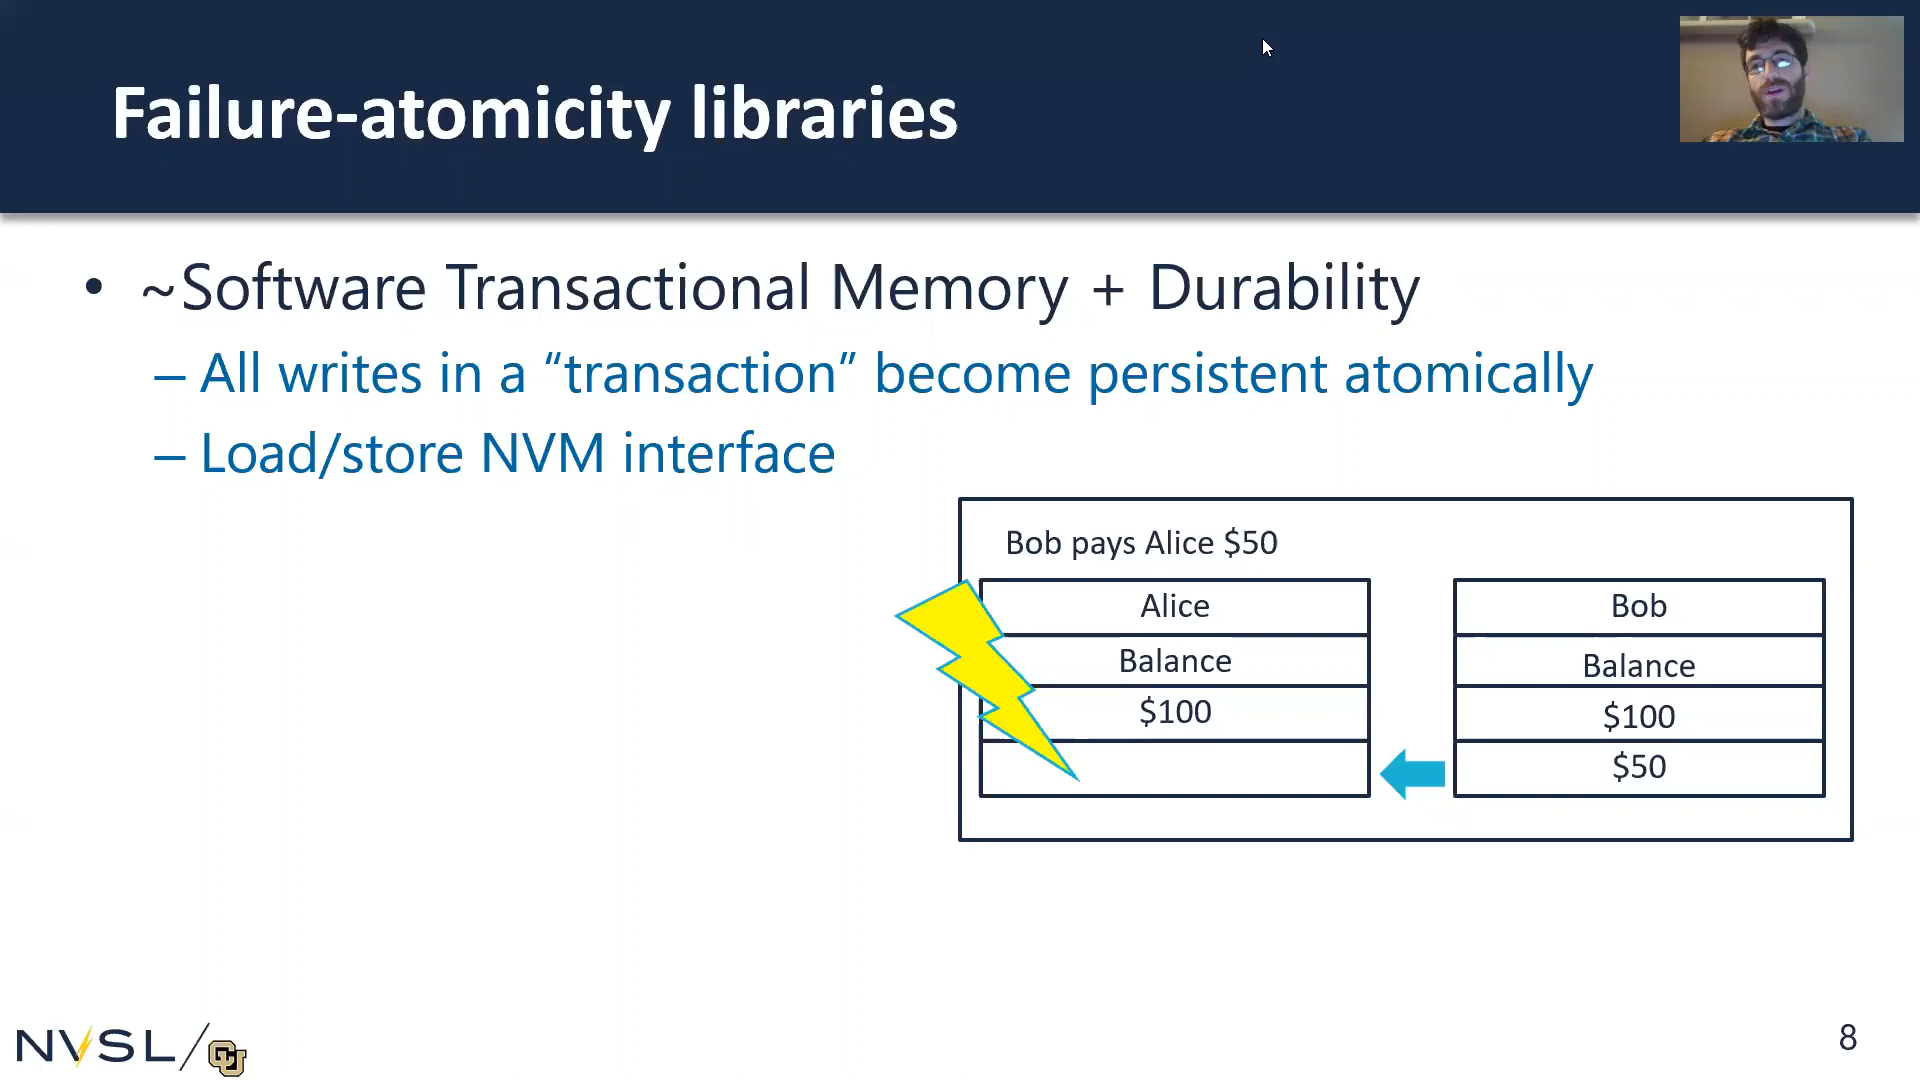 Failure-atomicity libraries
• ~Software Transactional Memory + Durability
– All writes in a “transaction” become persistent atomically
– Load/store NVM interface
Bob pays Alice $50
Alice
Balance
$100
Bob
Balance
$100
$50
NVSL
CU
8